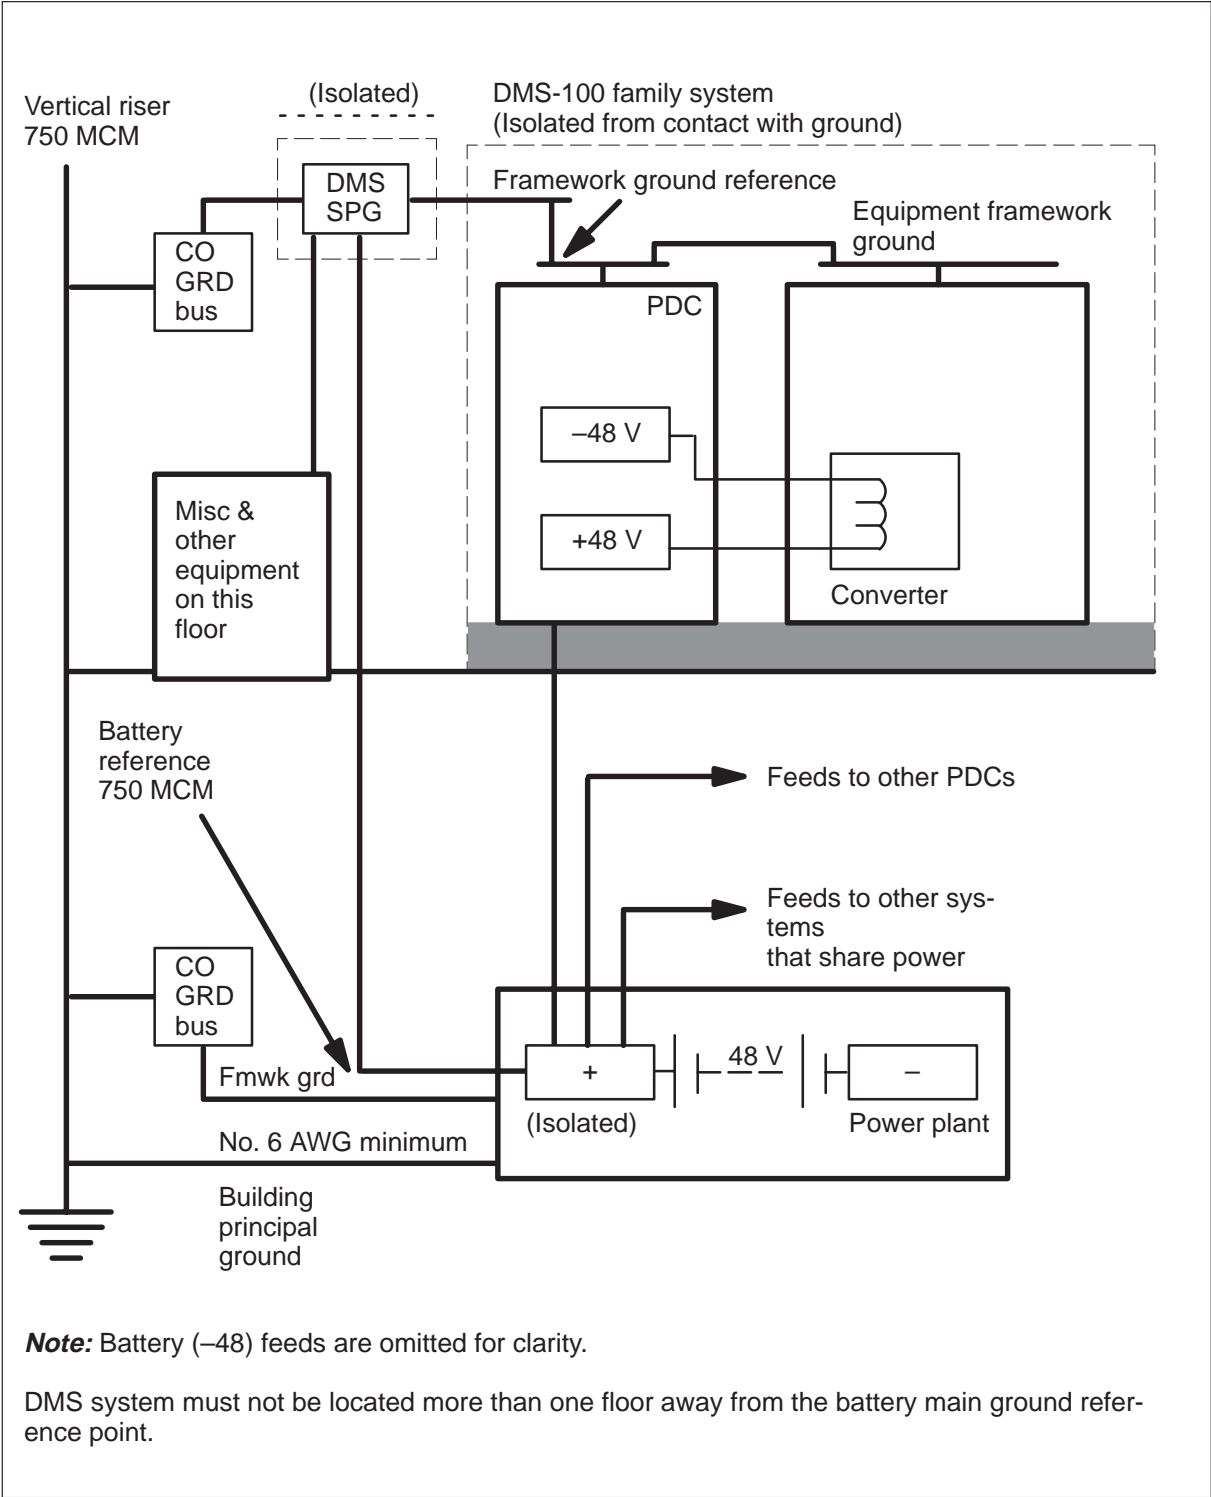 Vertical riser
750 MCM
(Isolated)
DMS-100 family system
(Isolated from contact with ground)
DMS
SPG
Framework ground reference
Equipment framework
ground
CO
GRD
bus
PDC
–48 V
+48 V
Converter
Misc &
other
equipment
on this
floor
Battery
reference
750 MCM
Feeds to other PDCs
Feeds to other sys-
tems
that share power
CO
GRD
bus
Fmwk grd
+
48 V
–
(Isolated)
Power plant
No. 6 AWG minimum
Building
principal
ground
Note: Battery (–48) feeds are omitted for clarity.
DMS system must not be located more than one floor away from the battery main ground refer-
ence point.